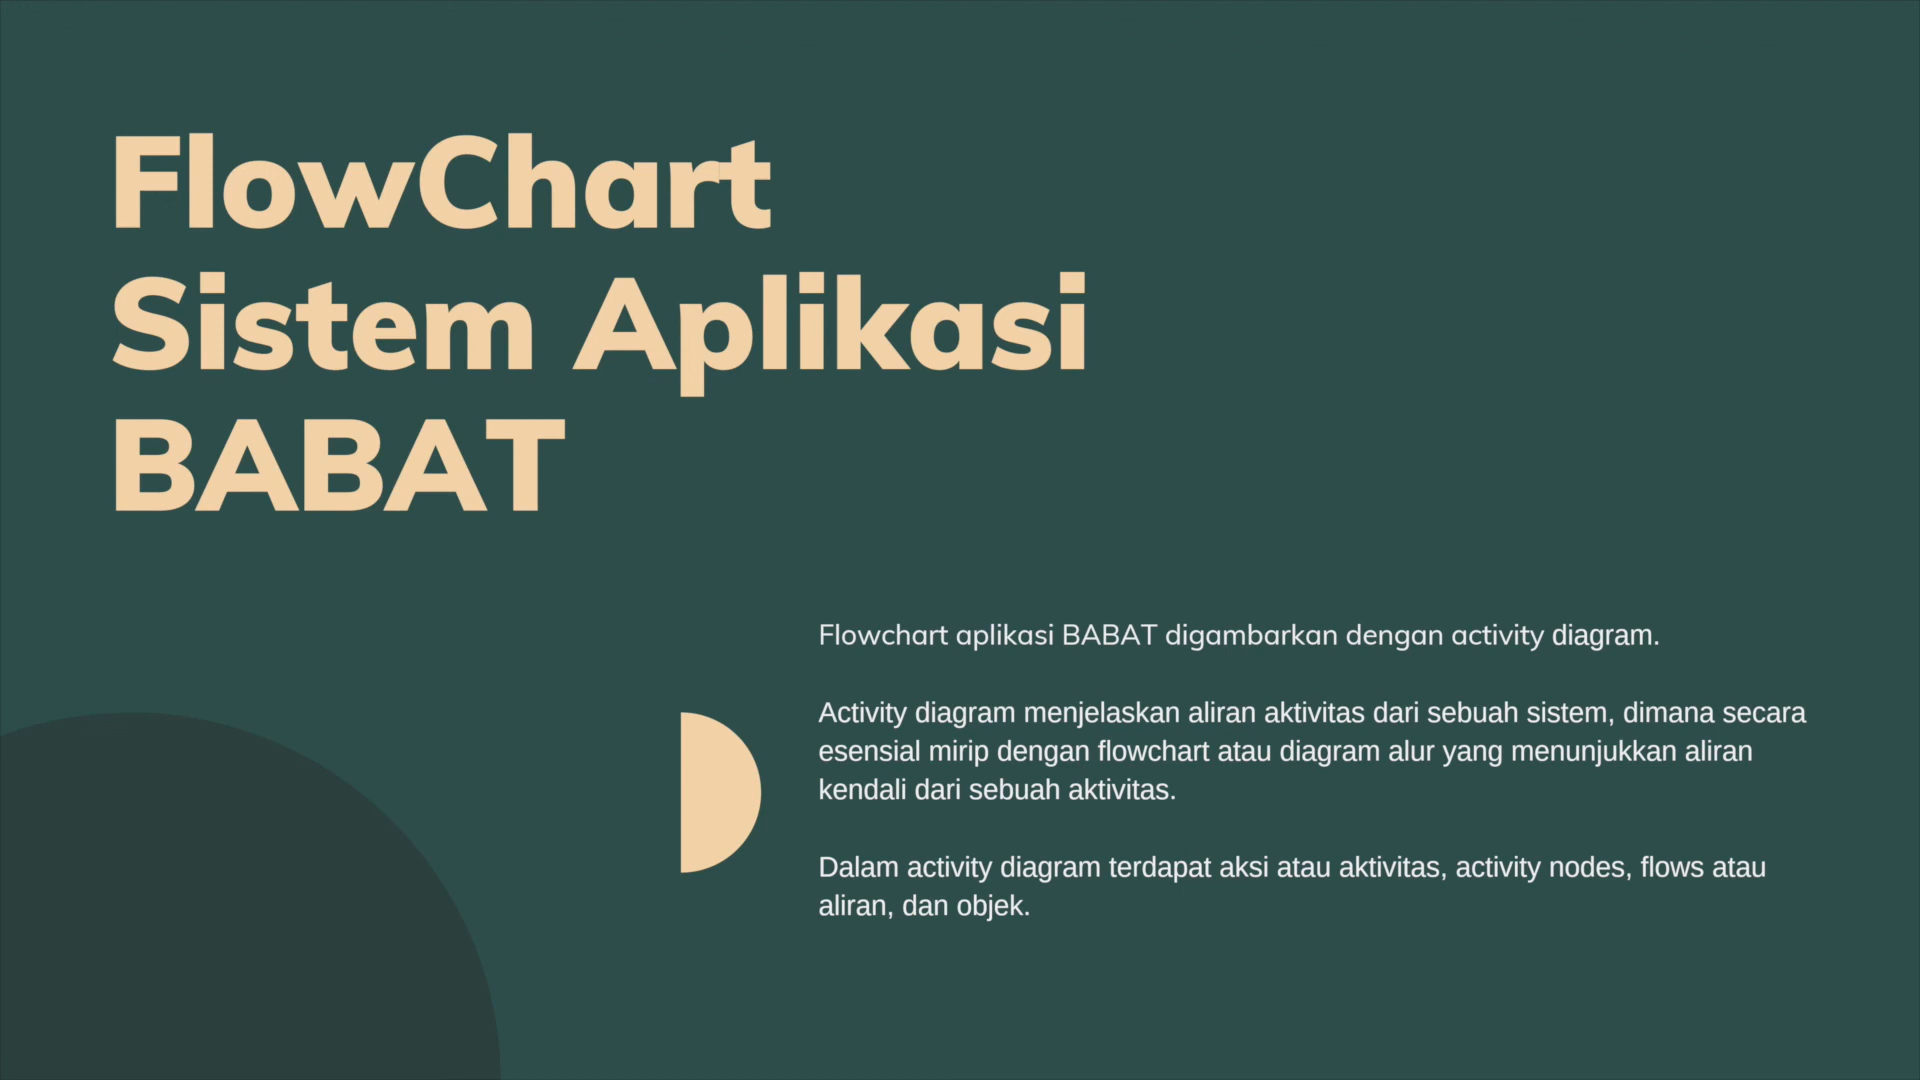 FlowChart
Sistem Aplikasi
BABAT
Flowchart aplikasi BABAT digambarkan dengan activity diagram.
Activity diagram menjelaskan aliran aktivitas dari sebuah sistem, dimana secara
esensial mirip dengan flowchart atau diagram alur yang menunjukkan aliran
kendali dari sebuah aktivitas.
Dalam activity diagram terdapat aksi atau aktivitas, activity nodes, flows atau
aliran, dan objek.